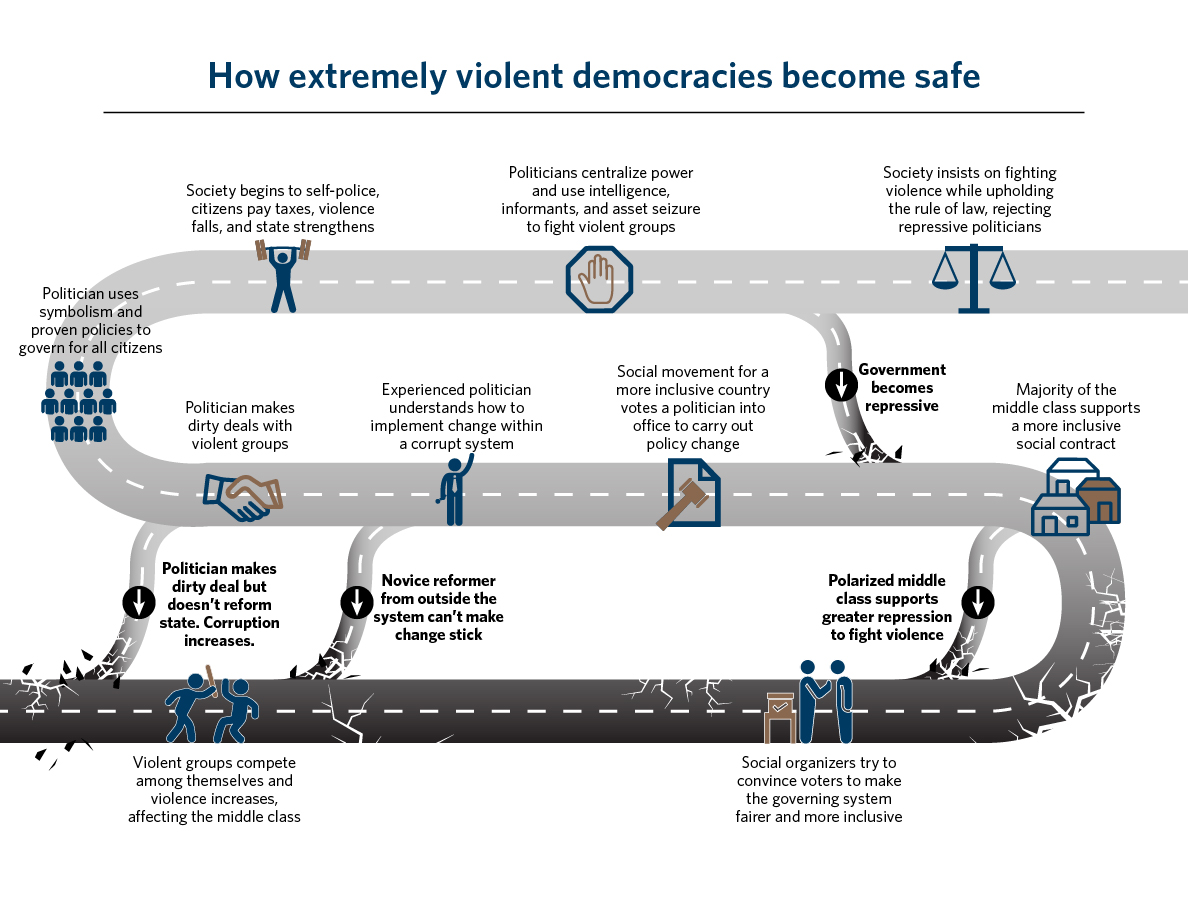 How extremely violent democracies become safe
Society begins to self-police,
citizens pay taxes, violence
falls, and state strengthens
Politicians centralize power
and use intelligence,
informants, and asset seizure
to fight violent groups
Society insists on fighting
violence while upholding
the rule of law, rejecting
repressive politicians
Politician uses
symbolism and
proven policies to
govern for all citizens
Government
becomes
repressive
Politician makes
dirty deals with
violent groups
Experienced politician
understands how to
implement change within
a corrupt system
Social movement for a
more inclusive country
votes a politician into
office to carry out
policy change
Majority of the
middle class supports
a more inclusive
social contract
Politician makes
dirty deal but
doesn't reform
state. Corruption
increases.
Novice reformer
from outside the
system can't make
change stick
Polarized middle
class supports
greater repression
to fight violence
Violent groups compete
among themselves and
violence increases,
affecting the middle class
Social organizers try to
convince voters to make
the governing system
fairer and more inclusive